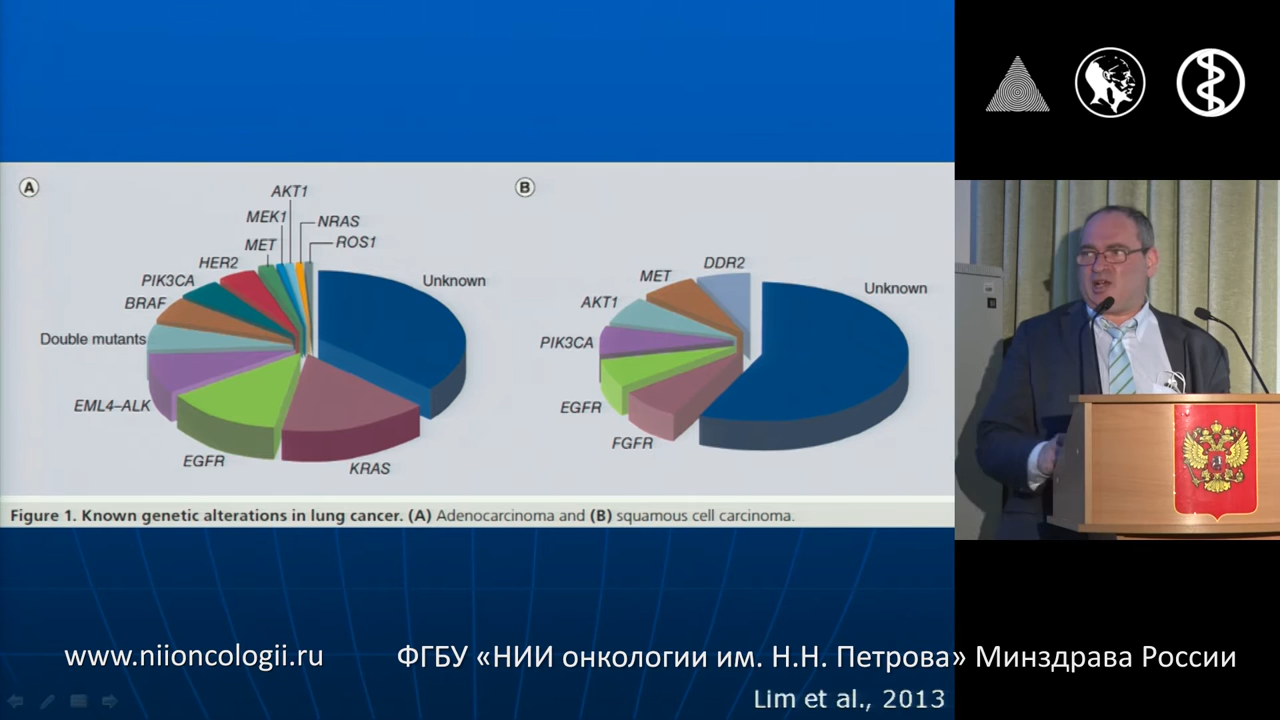 A
B
AKT1
MEK1
NRAS
MET
ROS1
HER2
PIK3CA
BRAF
Double mutants
EML4–ALK
EGFR
KRAS
Unknown
DDR2
MET
AKT1
PIK3CA
EGFR
FGFR
Unknown
Figure 1. Known genetic alterations in lung cancer. (A) Adenocarcinoma and (B) squamous cell carcinoma.
www.niioncologii.ru
ФГБУ «НИИ онкологии им. Н.Н. Петрова» Минздрава России
Lim et al., 2013